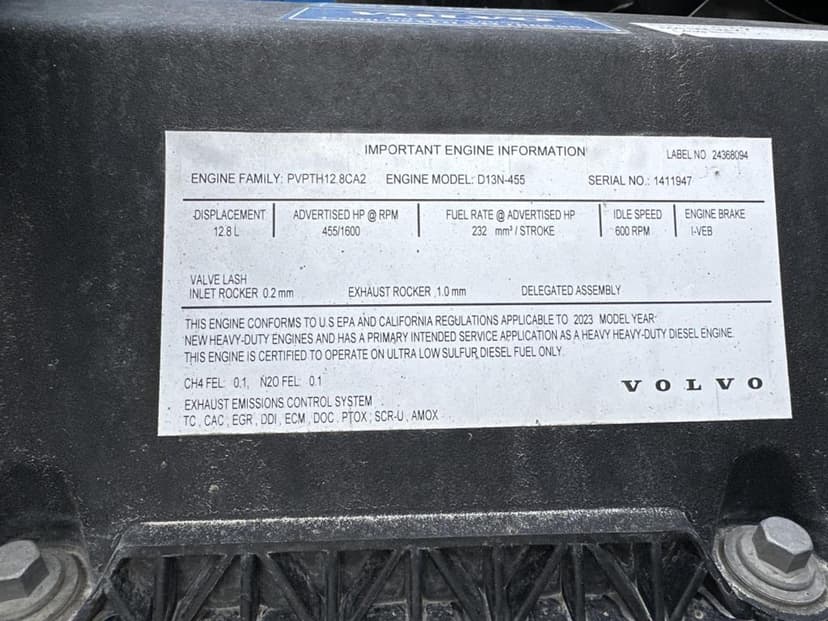 VOLVO
IMPORTANT ENGINE INFORMATION
LABEL NO 24368094
ENGINE FAMILY: PVPTH12.8CA2 ENGINE MODEL: D13N-455 SERIAL NO.: 1411947
DISPLACEMENT ADVERTISED HP @ RPM FUEL RATE @ ADVERTISED HP IDLE SPEED ENGINE BRAKE
12.8 L 455/1600 232 mm³ / STROKE 600 RPM I-VEB
VALVE LASH
INLET ROCKER 0.2 mm EXHAUST ROCKER 1.0 mm DELEGATED ASSEMBLY
THIS ENGINE CONFORMS TO U.S EPA AND CALIFORNIA REGULATIONS APPLICABLE TO 2023 MODEL YEAR
NEW HEAVY-DUTY ENGINES AND HAS A PRIMARY INTENDED SERVICE APPLICATION AS A HEAVY HEAVY-DUTY DIESEL ENGINE.
THIS ENGINE IS CERTIFIED TO OPERATE ON ULTRA LOW SULFUR DIESEL FUEL ONLY.
CH4 FEL: 0.1, N2O FEL: 0.1
VOLVO
EXHAUST EMISSIONS CONTROL SYSTEM
TC, CAC, EGR, DDI, ECM, DOC, PTOX, SCR-U, AMOX